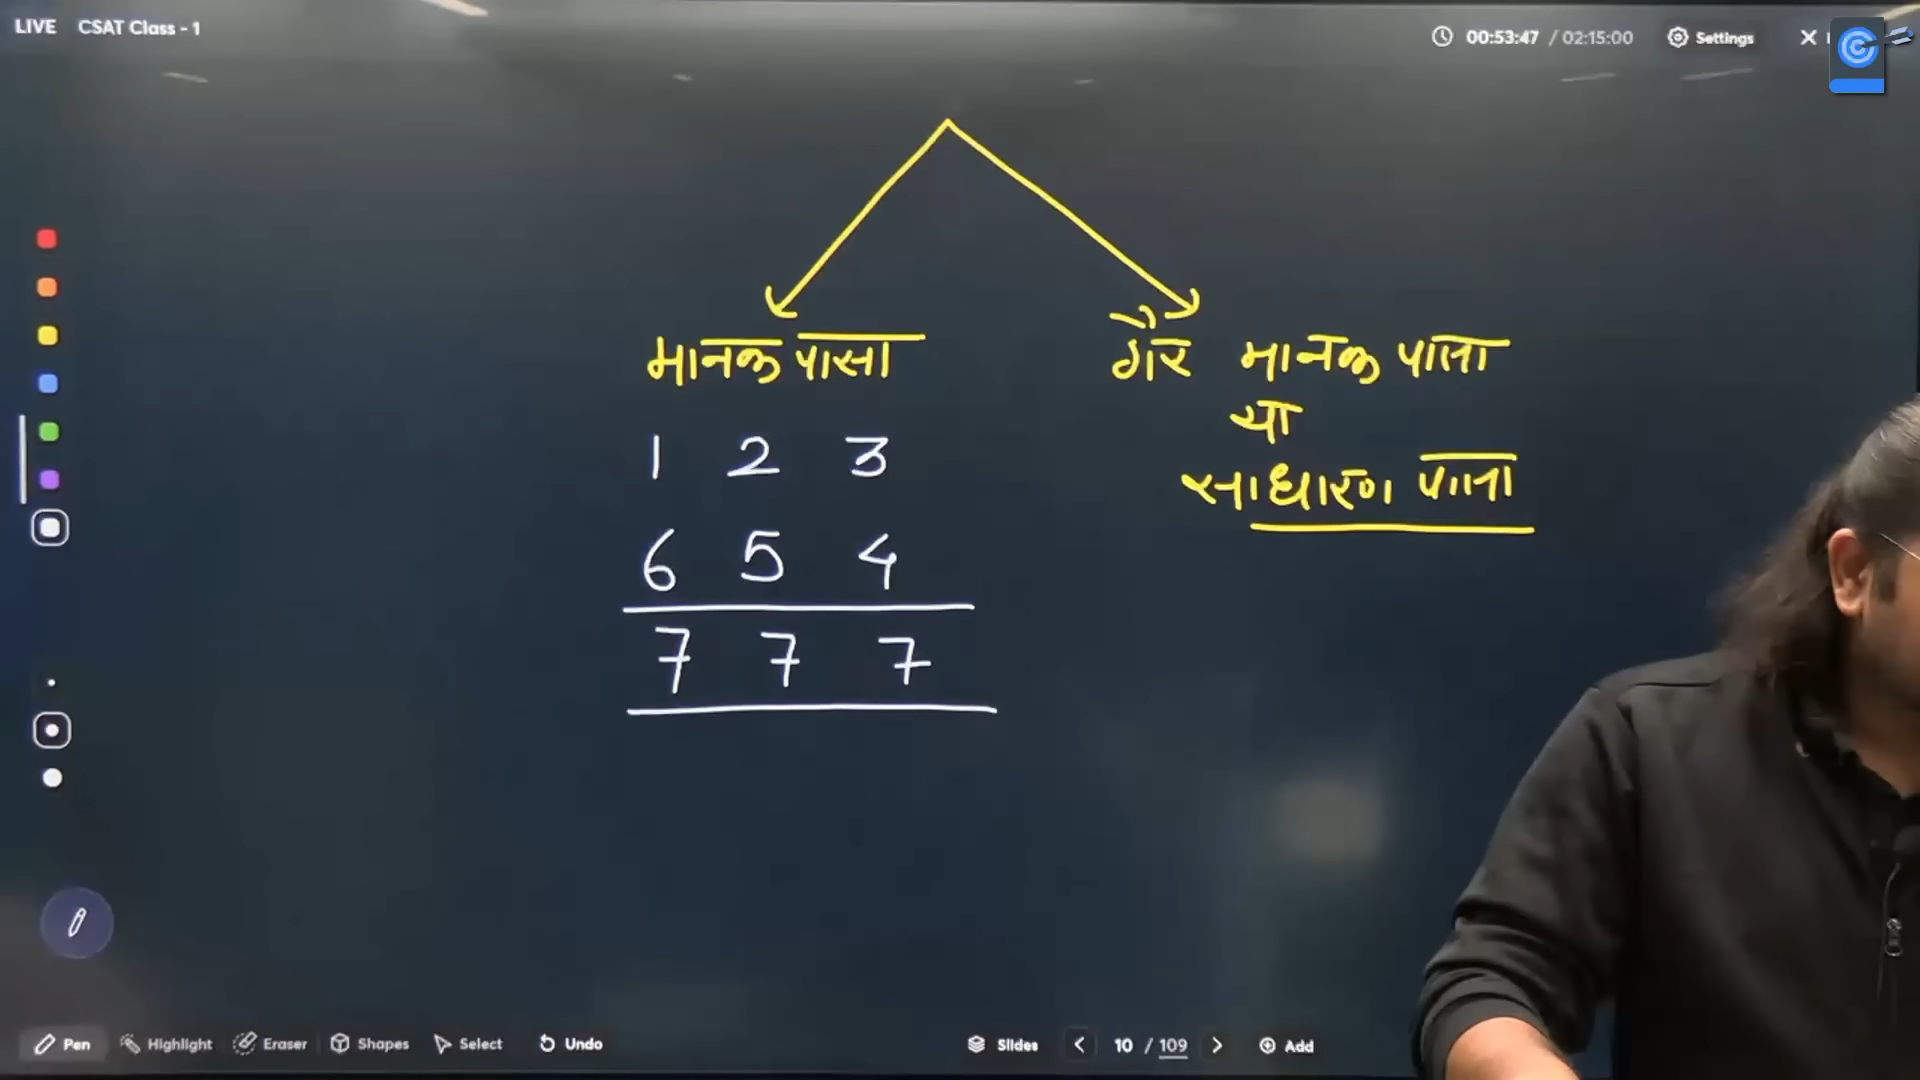 LIVE CSAT Class - 1
00:53:47 / 02:15:00 Settings
मानक पासा
गैर मानक पासा
या
साधारण पासा
1 2 3
6 5 4
7 7 7
Pen Highlight Eraser Shapes Select Undo Slides 10 / 109 Add